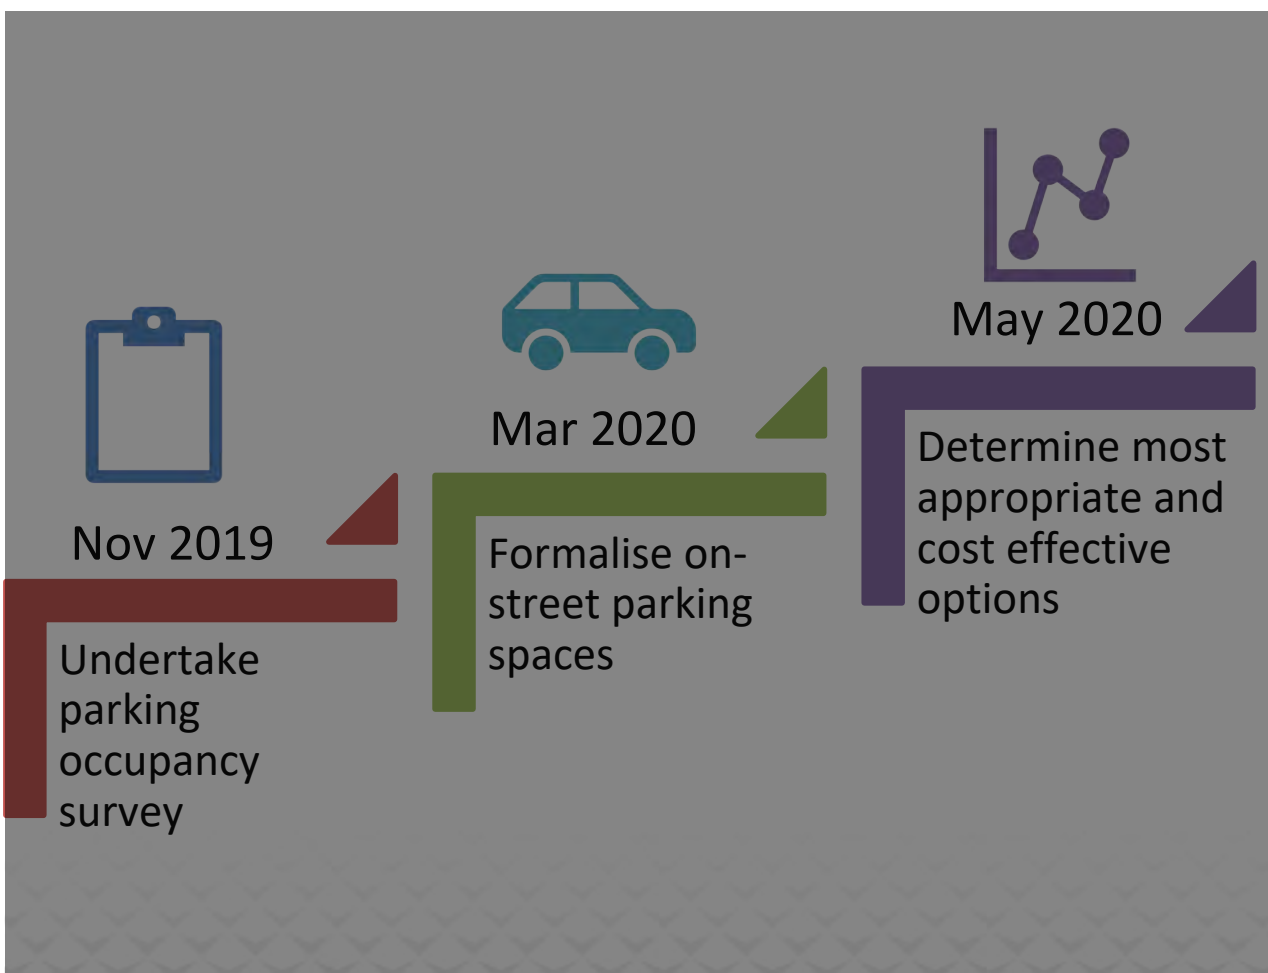 Nov 2019
Undertake
parking
occupancy
survey
Mar 2020
Formalise on-
street parking
spaces
May 2020
Determine most
appropriate and
cost effective
options